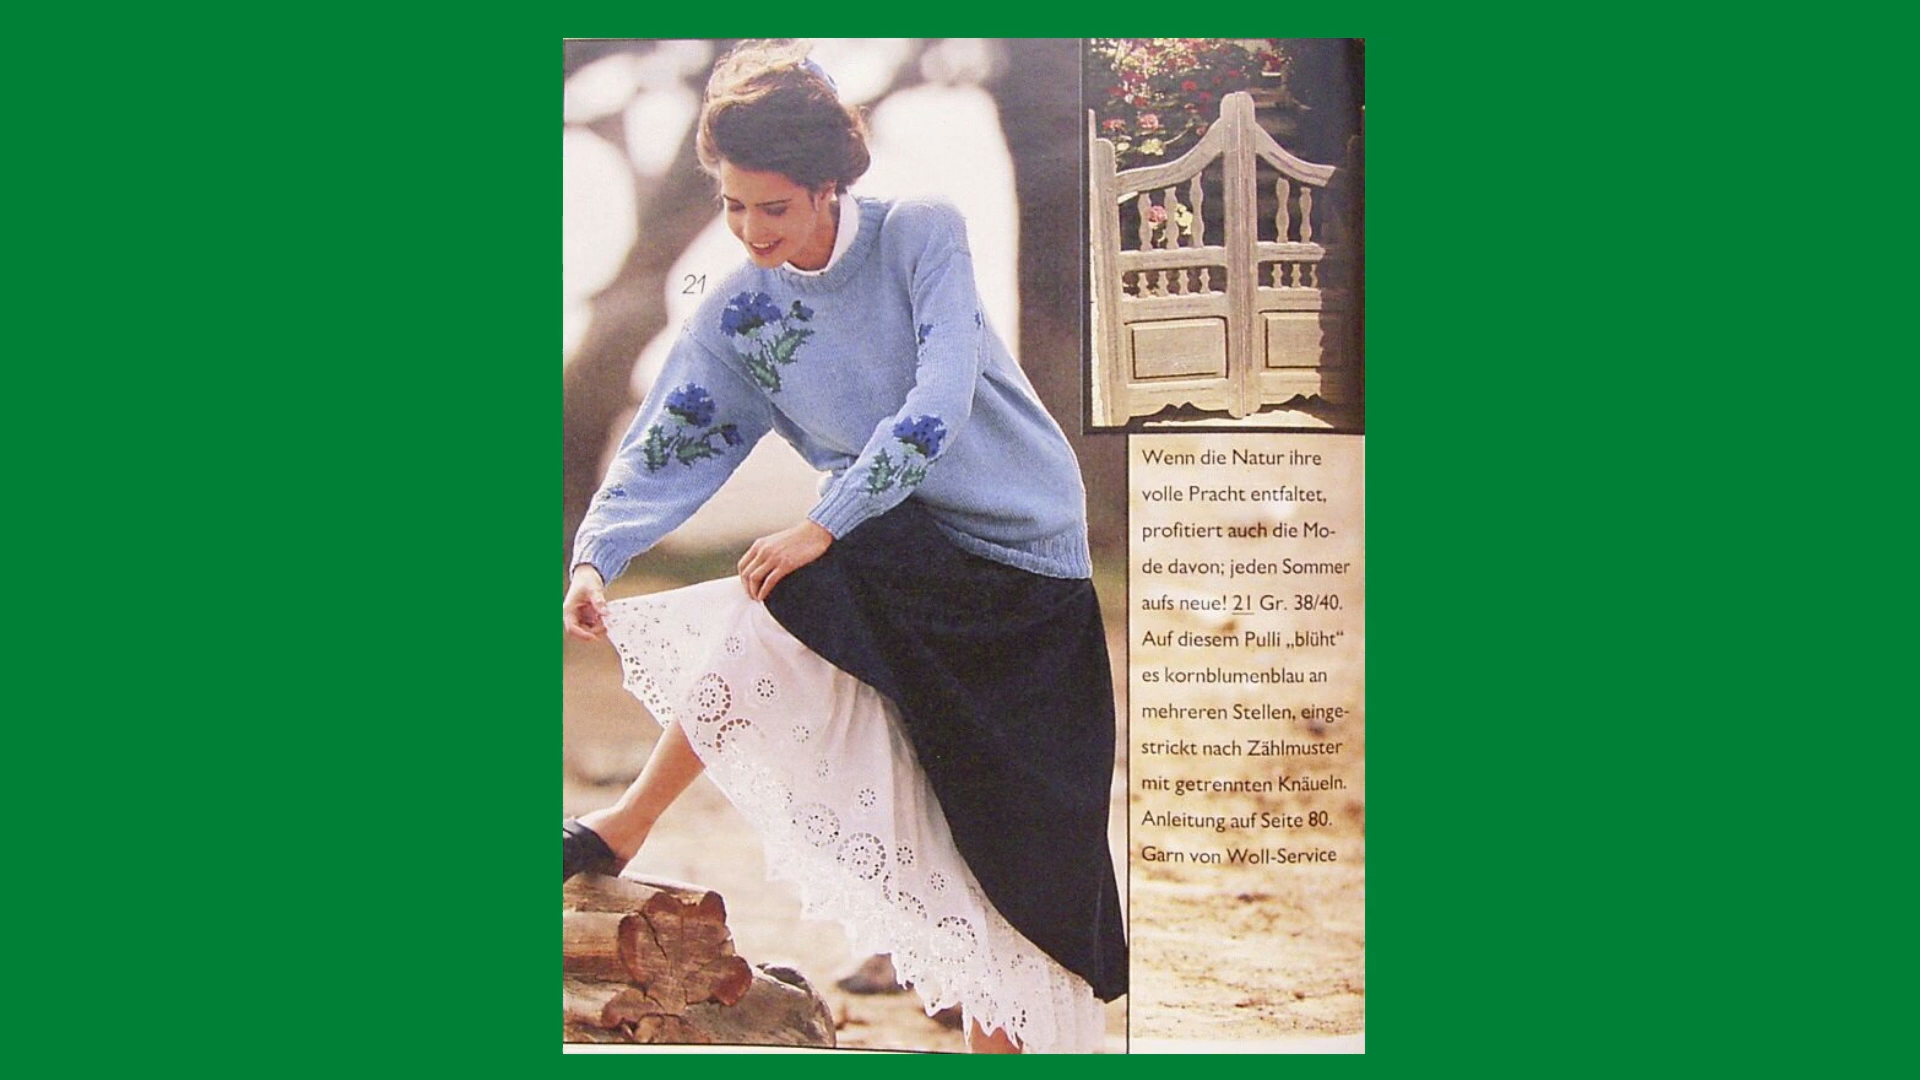 21
Wenn die Natur ihre
volle Pracht entfaltet,
profitiert auch die Mo-
de davon; jeden Sommer
aufs neue! 21 Gr. 38/40.
Auf diesem Pulli „blüht“
es kornblumenblau an
mehreren Stellen, einge-
strickt nach Zählmuster
mit getrennten Knäueln.
Anleitung auf Seite 80.
Garn von Woll-Service